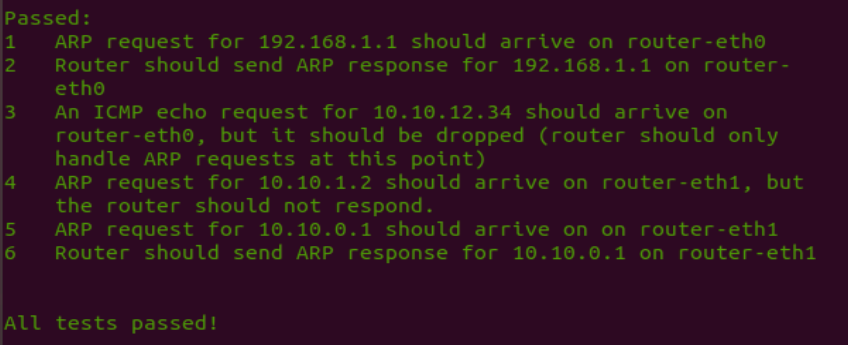 Passed:
1   ARP request for 192.168.1.1 should arrive on router-eth0
2   Router should send ARP response for 192.168.1.1 on router-
    eth0
3   An ICMP echo request for 10.10.12.34 should arrive on
    router-eth0, but it should be dropped (router should only
    handle ARP requests at this point)
4   ARP request for 10.10.1.2 should arrive on router-eth1, but
    the router should not respond.
5   ARP request for 10.10.0.1 should arrive on on router-eth1
6   Router should send ARP response for 10.10.0.1 on router-eth1
All tests passed!